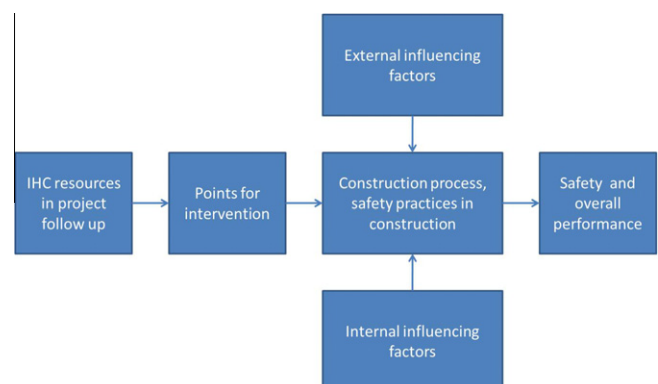 External influencing
factors
IHC resources
in project
follow up
Points for
intervention
Construction process,
safety practices in
construction
Safety and
overall
performance
Internal influencing
factors